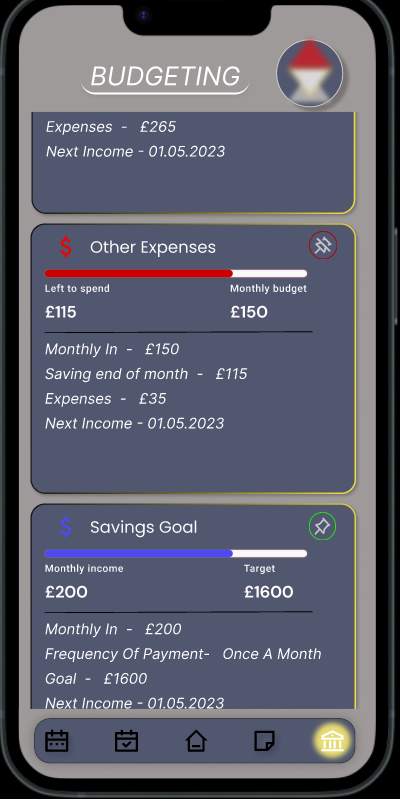 BUDGETING
Expenses - £265
Next Income - 01.05.2023
$ Other Expenses
Left to spend Monthly budget
£115 £150
Monthly In - £150
Saving end of month - £115
Expenses - £35
Next Income - 01.05.2023
$ Savings Goal
Monthly income Target
£200 £1600
Monthly In - £200
Frequency Of Payment- Once A Month
Goal - £1600
Next Income - 01.05.2023